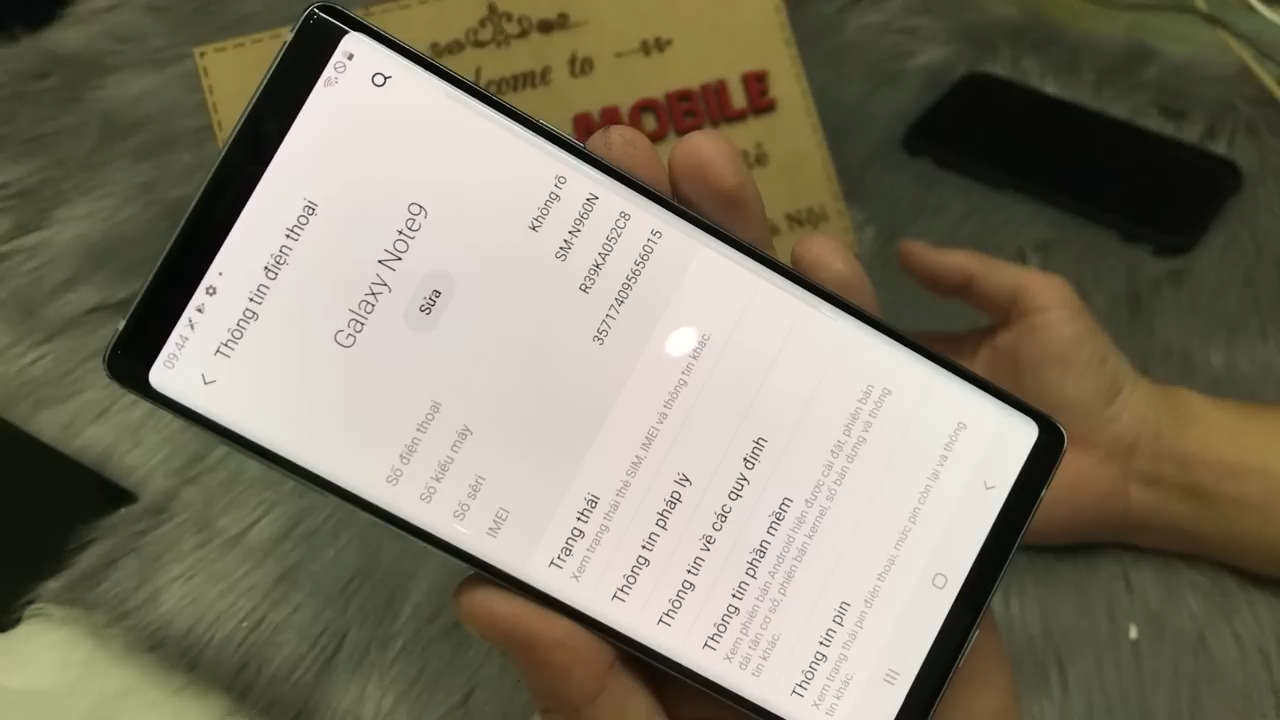 lcome to
MOBILE
Nội
09:44
Thông tin điện thoại
Galaxy Note9
Sửa
Số điện thoại Không rõ
Số kiểu máy SM-N960N
Số sêri R39KA052C8
IMEI 357174095656015
Trạng thái
Xem trạng thái thẻ SIM, IMEI và thông tin khác.
Thông tin pháp lý
Thông tin về các quy định
Thông tin phần mềm
Xem phiên bản Android hiện được cài đặt, phiên bản
dải tần cơ sở, phiên bản kernel, số bản dựng và thông
tin khác.
Thông tin pin
Xem trạng thái pin điện thoại, mức pin còn lại và thông
tin khác.